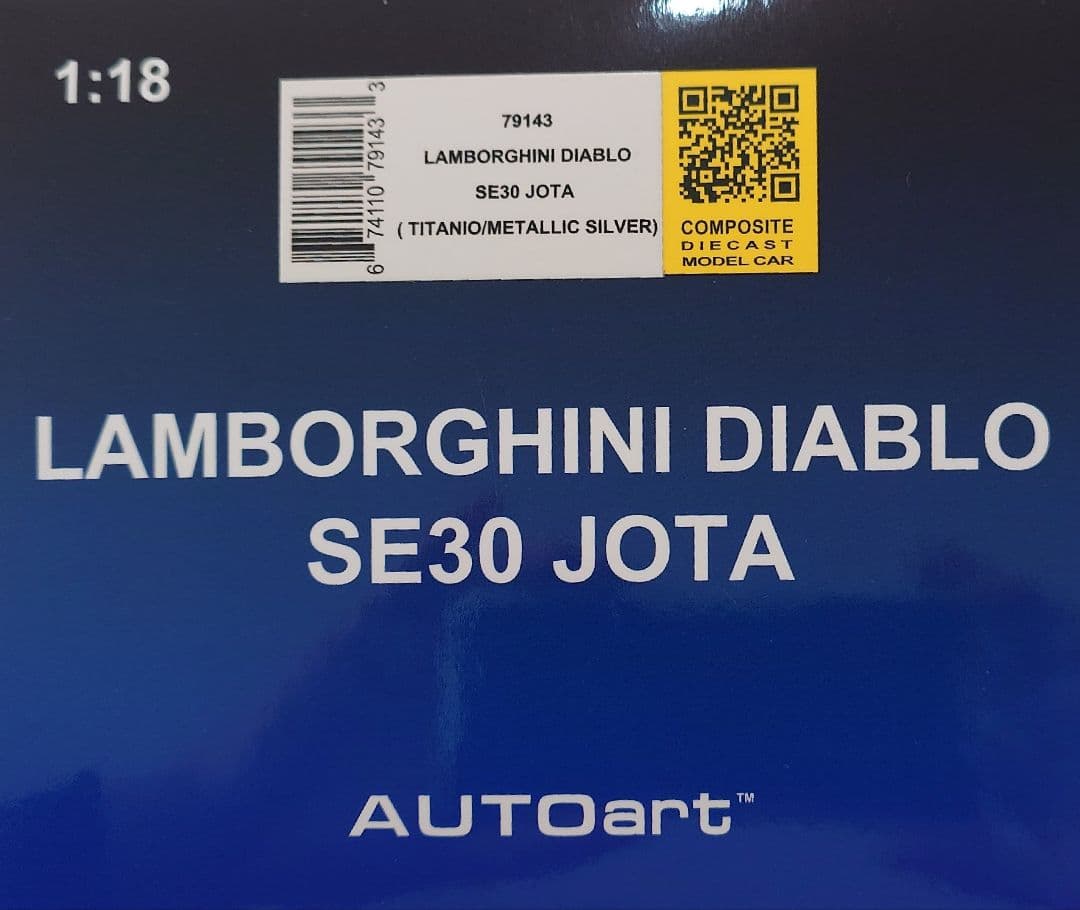 1:18
6 74110 79143 3
79143
LAMBORGHINI DIABLO
SE30 JOTA
( TITANIO/METALLIC SILVER)
COMPOSITE
DIECAST
MODEL CAR
LAMBORGHINI DIABLO
SE30 JOTA
AUTOart™